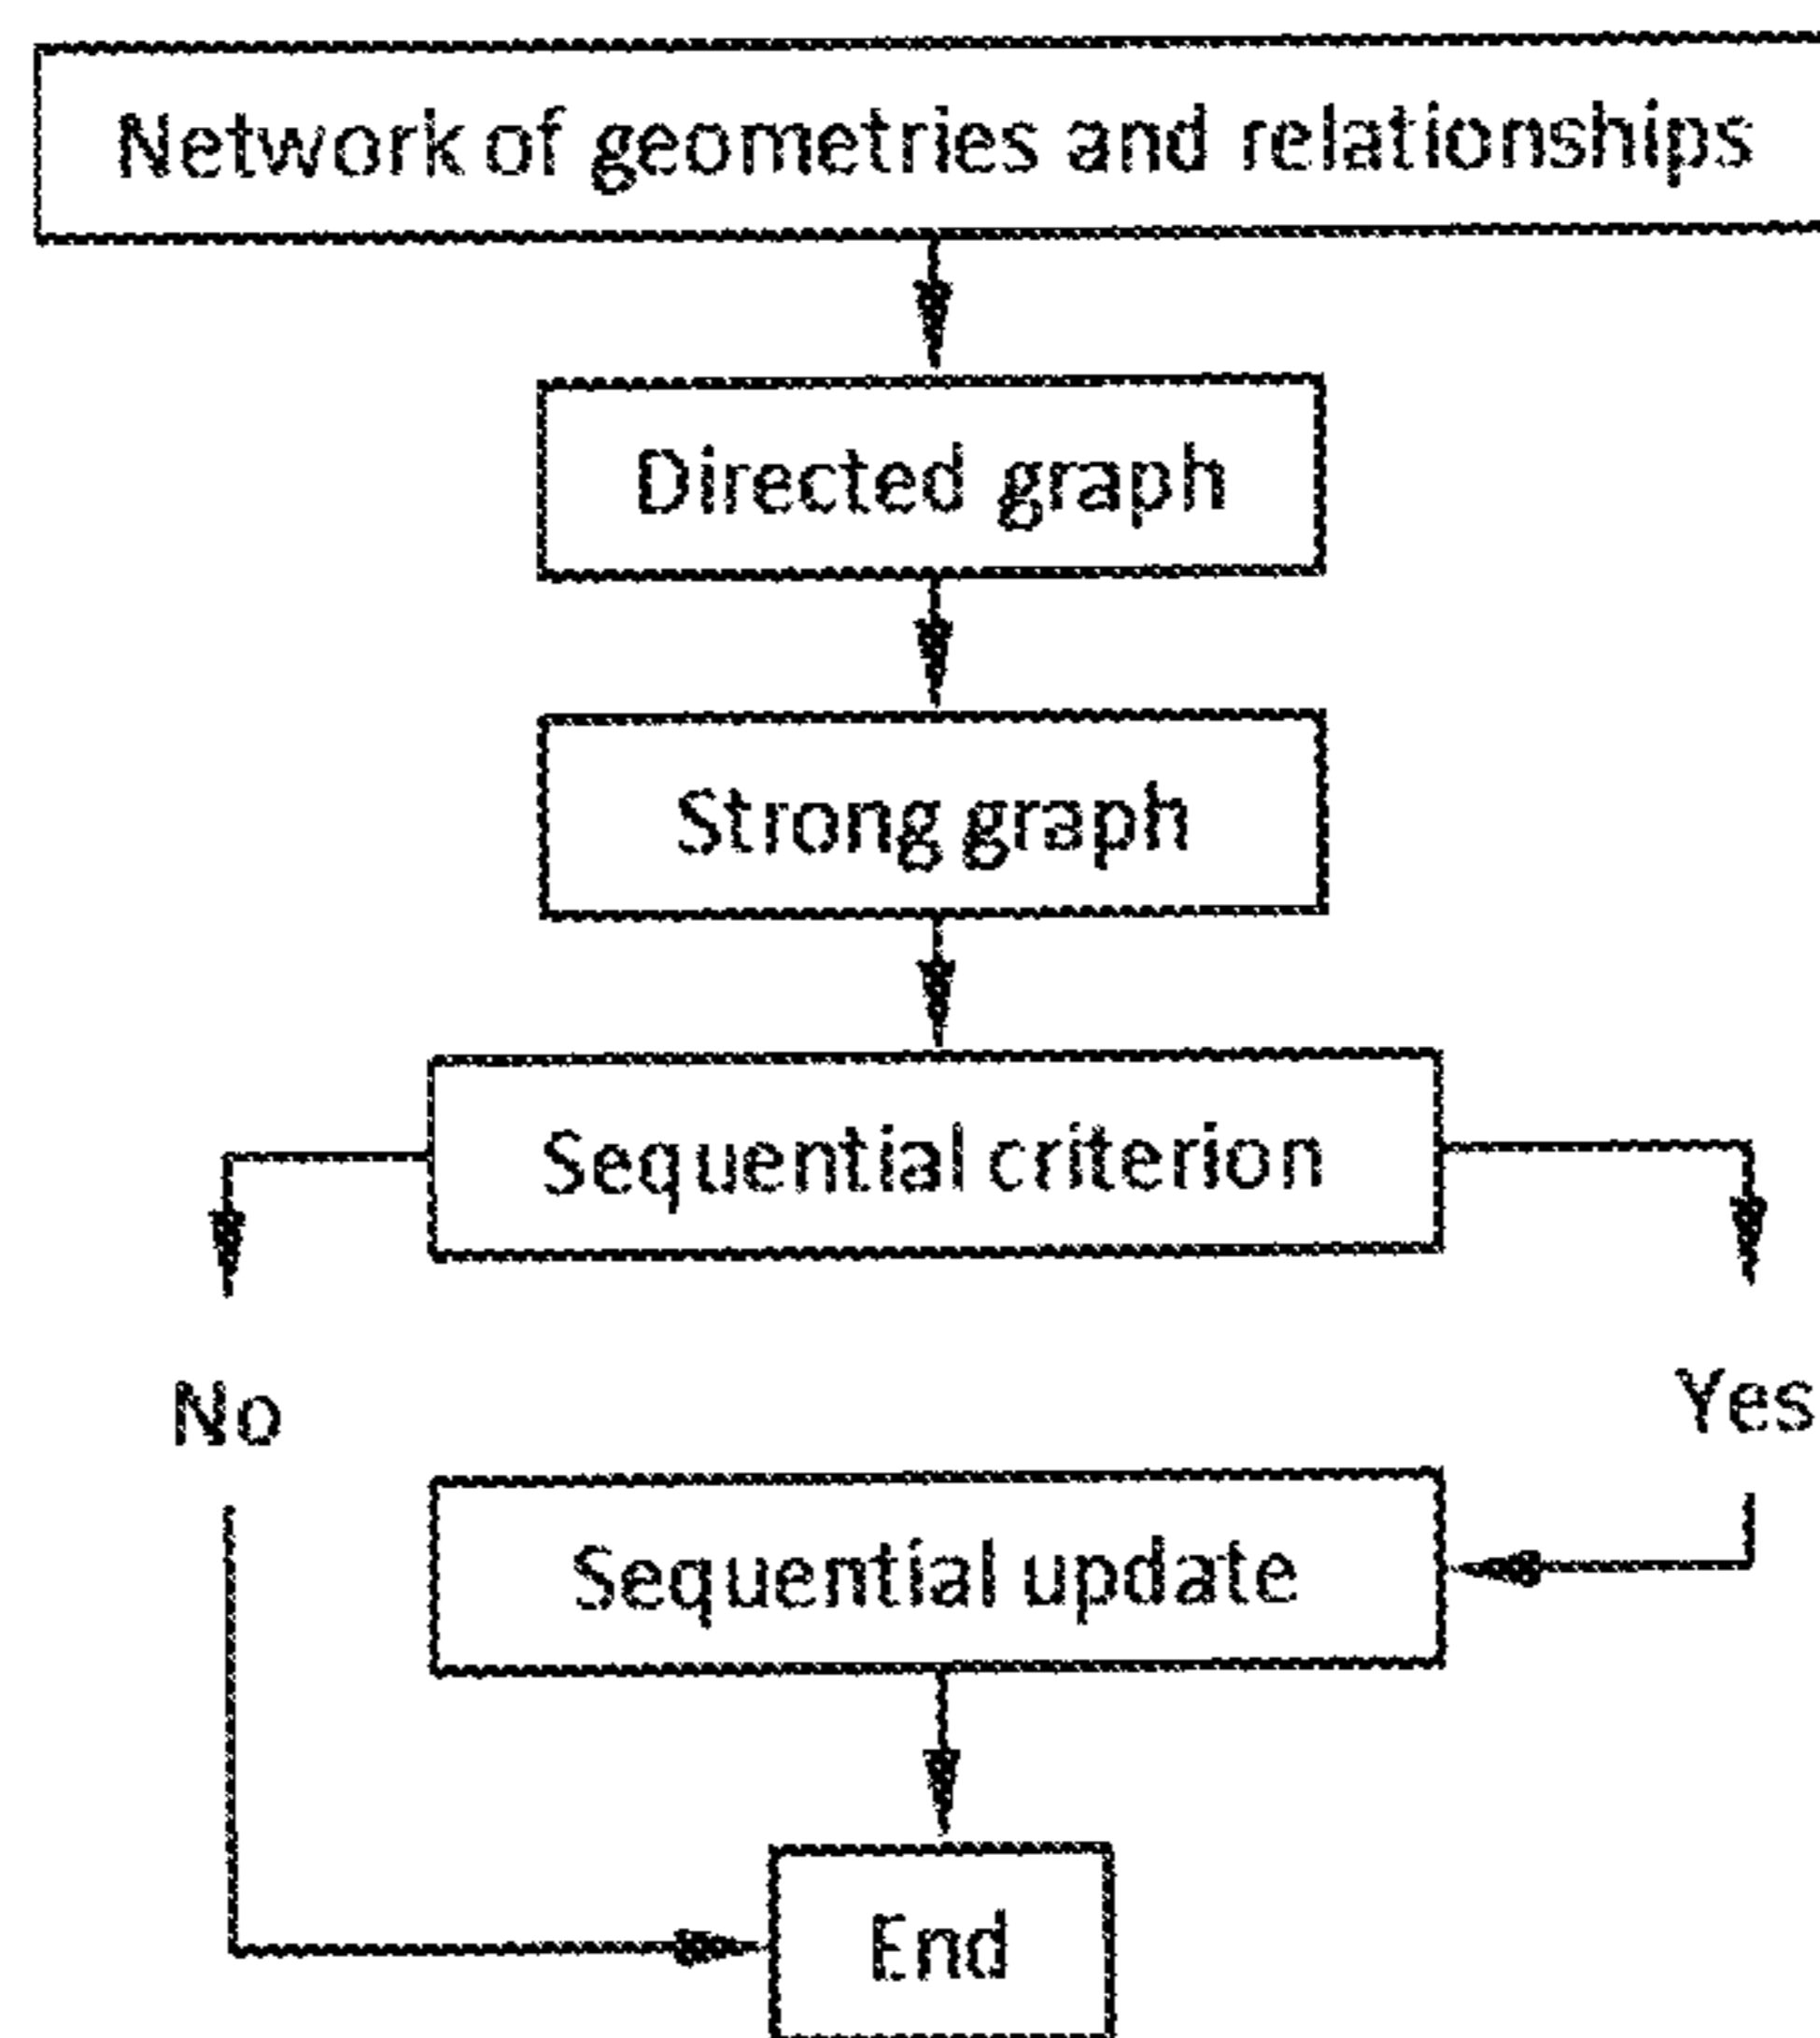 Network of geometries and relationships
Directed graph
Strong graph
Sequential criterion
No
Yes
Sequential update
End